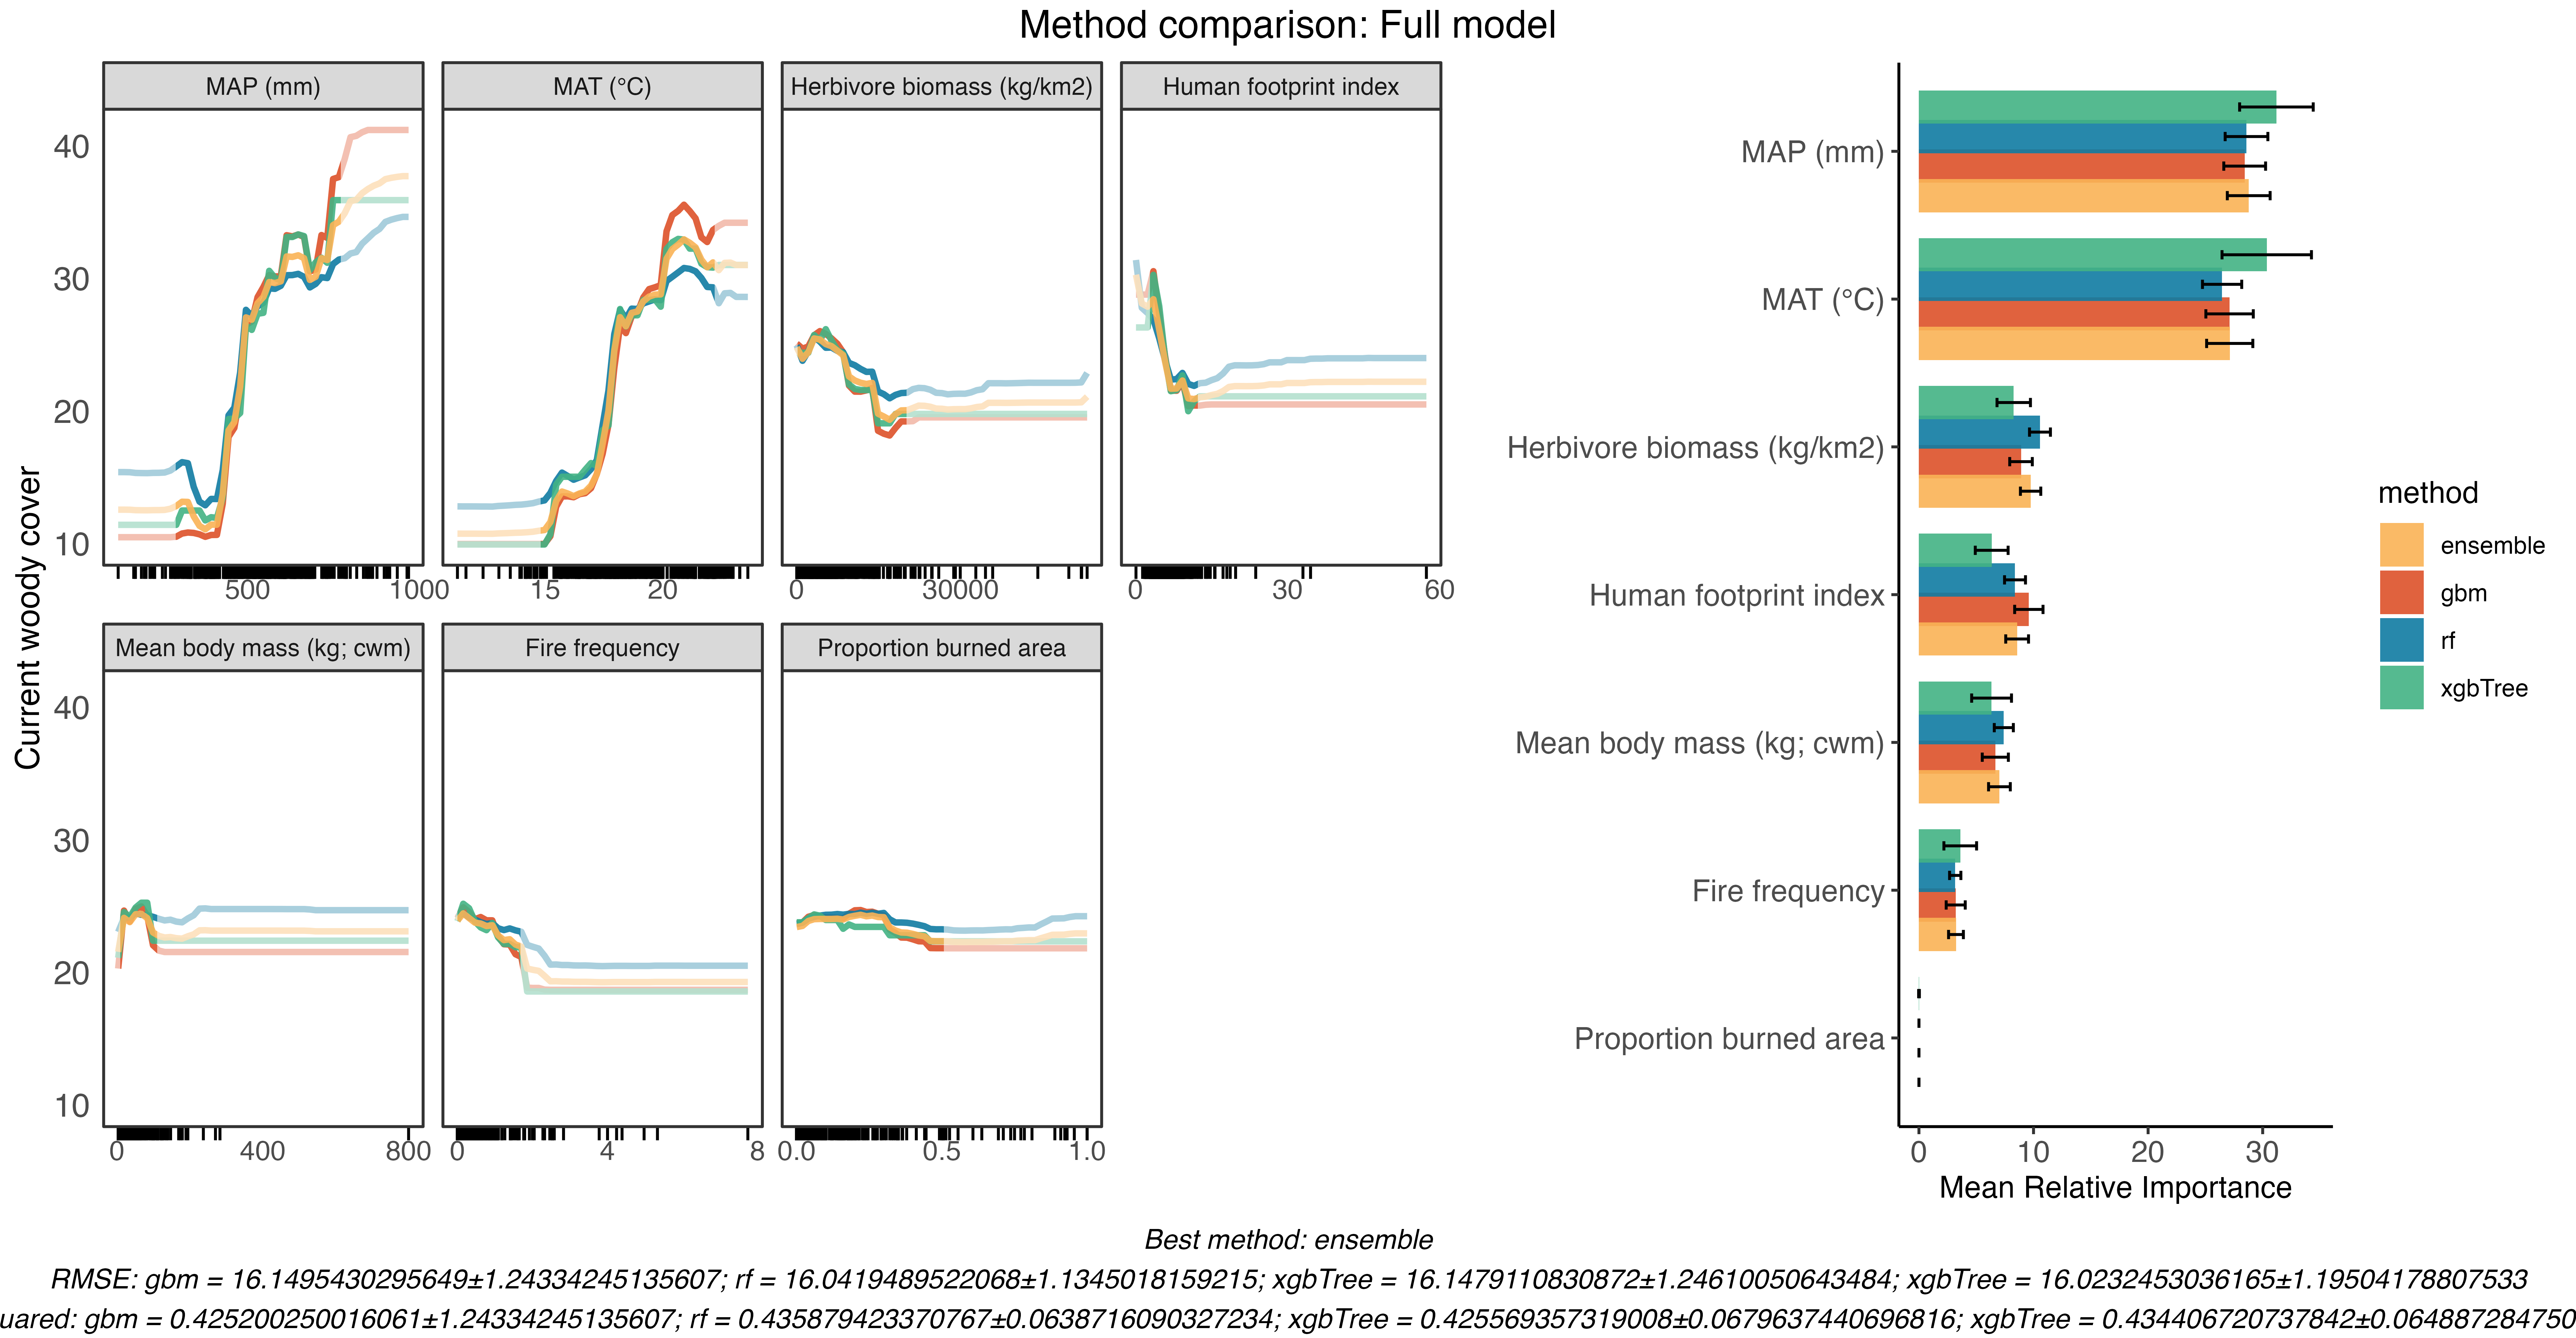 Method comparison: Full model
MAP (mm)
MAT (°C)
Herbivore biomass (kg/km2)
Human footprint index
40
30
20
10
500
1000
15
20
0
30000
0
30
60
Mean body mass (kg; cwm)
Fire frequency
Proportion burned area
40
30
20
10
0
400
800
0
4
8
0.0
0.5
1.0
Current woody cover
MAP (mm)
MAT (°C)
Herbivore biomass (kg/km2)
Human footprint index
Mean body mass (kg; cwm)
Fire frequency
Proportion burned area
0
10
20
30
Mean Relative Importance
method
ensemble
gbm
rf
xgbTree
Best method: ensemble
RMSE: gbm = 16.1495430295649±1.24334245135607; rf = 16.0419489522068±1.1345018159215; xgbTree = 16.1479110830872±1.24610050643484; xgbTree = 16.0232453036165±1.19504178807533
uared: gbm = 0.425200250016061±1.24334245135607; rf = 0.435879423370767±0.0638716090327234; xgbTree = 0.425569357319008±0.0679637440696816; xgbTree = 0.434406720737842±0.06488728475